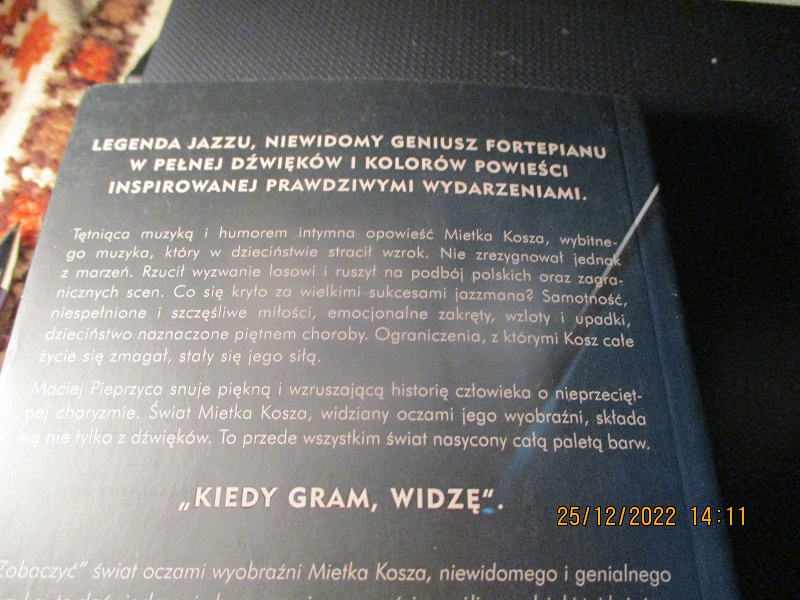 LEGENDA JAZZU, NIEWIDOMY GENIUSZ FORTEPIANU
W PEŁNEJ DŹWIĘKÓW I KOLORÓW POWIEŚCI
INSPIROWANEJ PRAWDZIWYMI WYDARZENIAMI.
Tętniąca muzyką i humorem intymna opowieść Mietka Kosza, wybitne-
go muzyka, który w dzieciństwie stracił wzrok. Nie zrezygnował jednak
z marzeń. Rzucił wyzwanie losowi i ruszył na podbój polskich oraz zagra-
nicznych scen. Co się kryło za wielkimi sukcesami jazzmana? Samotność,
niespełnione i szczęśliwe miłości, emocjonalne zakręty, wzloty i upadki,
dzieciństwo naznaczone piętnem choroby. Ograniczenia, z którymi Kosz całe
życie się zmagał, stały się jego siłą.
Maciej Pieprzyca snuje piękną i wzruszającą historię człowieka o nieprzecięt-
nej charyzmie. Świat Mietka Kosza, widziany oczami jego wyobraźni, składa
się nie tylko z dźwięków. To przede wszystkim świat nasycony całą paletą barw.
„KIEDY GRAM, WIDZĘ”.
25/12/2022 14:11
Zobaczyć” świat oczami wyobraźni Mietka Kosza, niewidomego i genialnego